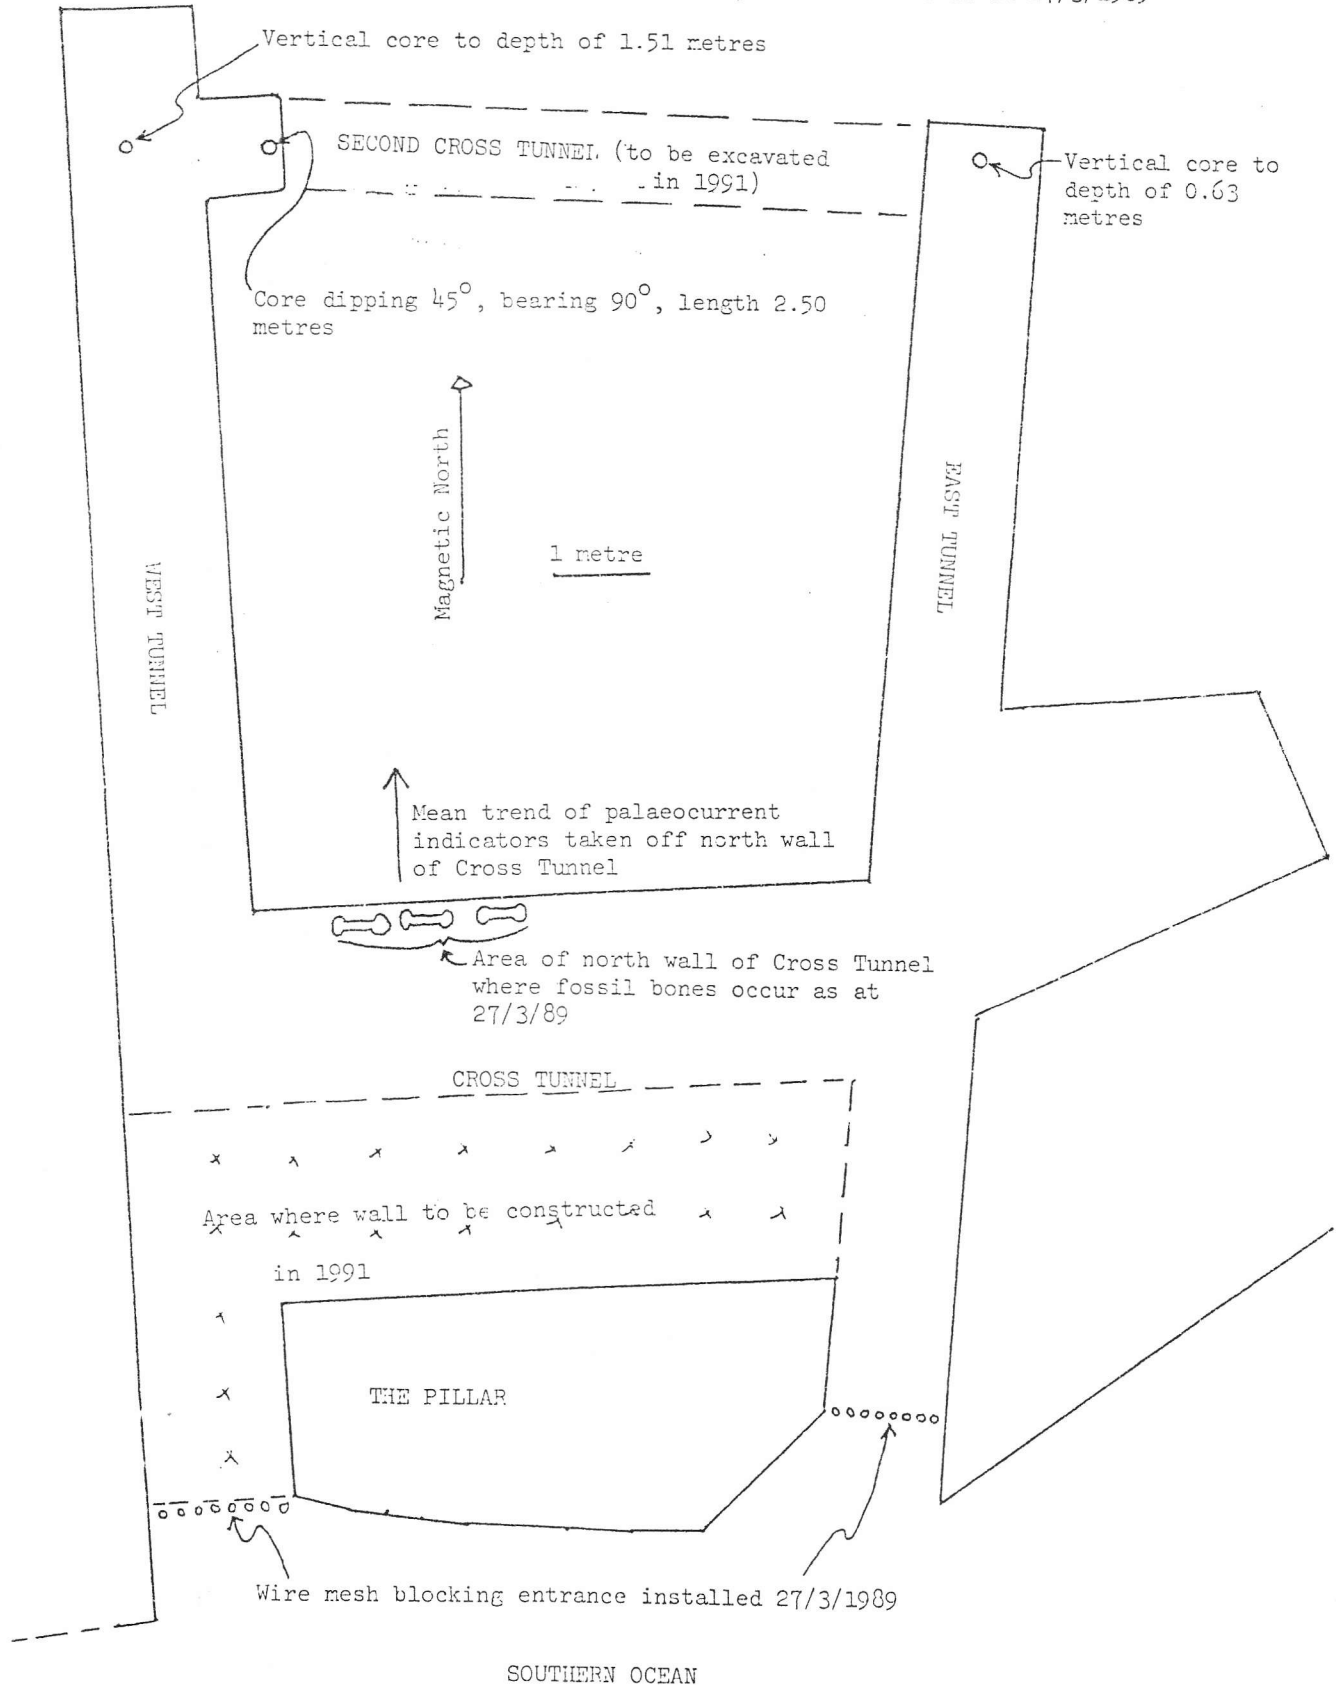 Vertical core to depth of 1.51 metres
SECOND CROSS TUNNEL (to be excavated
in 1991)
Vertical core to
depth of 0.63
metres
Core dipping 45°, bearing 90°, length 2.50
metres
Magnetic North
1 metre
EAST TUNNEL
WEST TUNNEL
Mean trend of palaeocurrent
indicators taken off north wall
of Cross Tunnel
Area of north wall of Cross Tunnel
where fossil bones occur as at
27/3/89
CROSS TUNNEL
Area where wall to be constructed
in 1991
THE PILLAR
Wire mesh blocking entrance installed 27/3/1989
SOUTHERN OCEAN